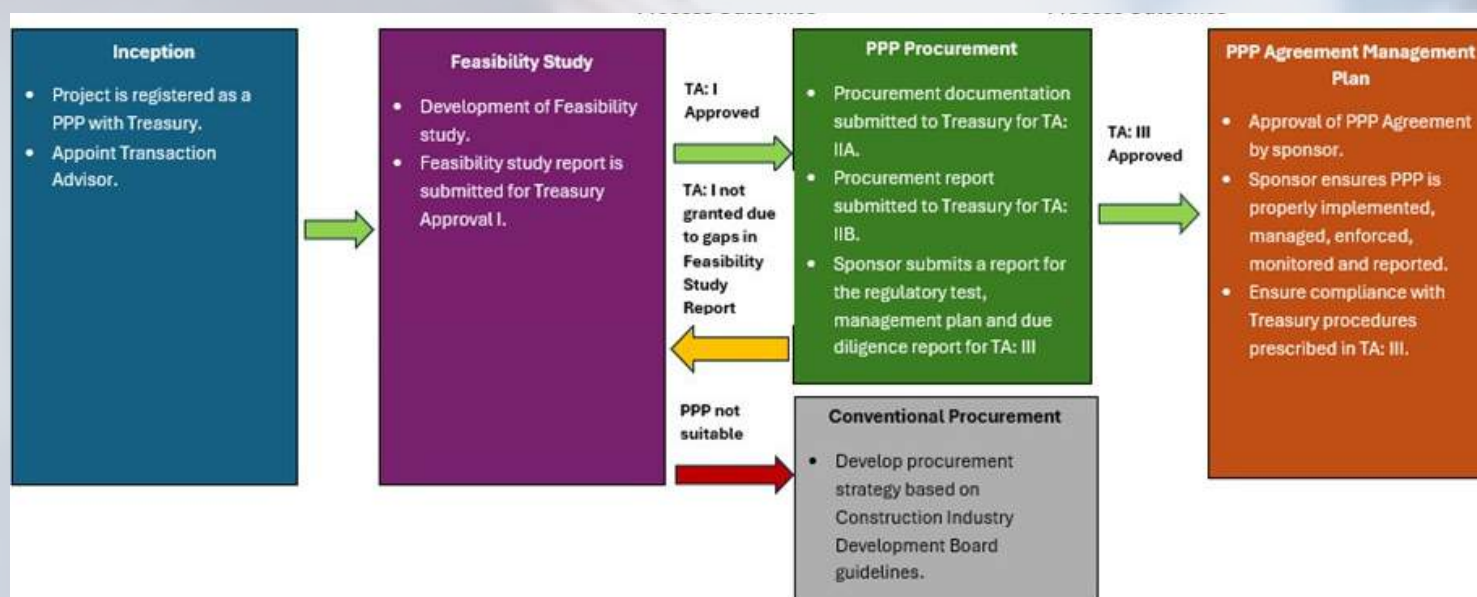 Inception
• Project is registered as a
PPP with Treasury.
• Appoint Transaction
Advisor.
Feasibility Study
• Development of Feasibility
study.
• Feasibility study report is
submitted for Treasury
Approval I.
TA: I
Approved
TA: I not
granted due
to gaps in
Feasibility
Study
Report
PPP not
suitable
PPP Procurement
• Procurement documentation
submitted to Treasury for TA:
IIA.
• Procurement report
submitted to Treasury for TA:
IIB.
• Sponsor submits a report for
the regulatory test,
management plan and due
diligence report for TA: III
Conventional Procurement
• Develop procurement
strategy based on
Construction Industry
Development Board
guidelines.
TA: III
Approved
PPP Agreement Management
Plan
• Approval of PPP Agreement
by sponsor.
• Sponsor ensures PPP is
properly implemented,
managed, enforced,
monitored and reported.
• Ensure compliance with
Treasury procedures
prescribed in TA: III.